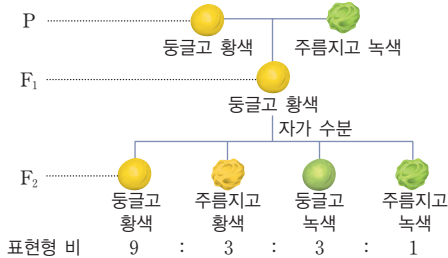 P
둥글고 황색 주름지고 녹색
F₁
둥글고 황색
자가 수분
F₂
둥글고 주름지고 둥글고 주름지고
황색 황색 녹색 녹색
표현형 비 9 : 3 : 3 : 1